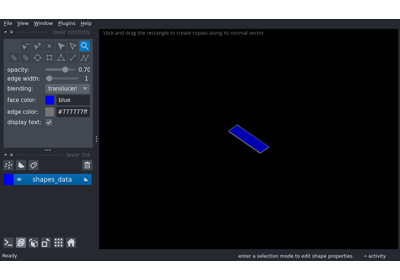 File View Window Plugins Help
layer controls
'click and drag the rectangle to create copies along its normal vector
opacity: 0.70
edge width: 1
blending: translucen
face color: blue
edge color: #777777ff
display text:
layer list
shapes_data
Ready
enter a selection mode to edit shape properties
activity